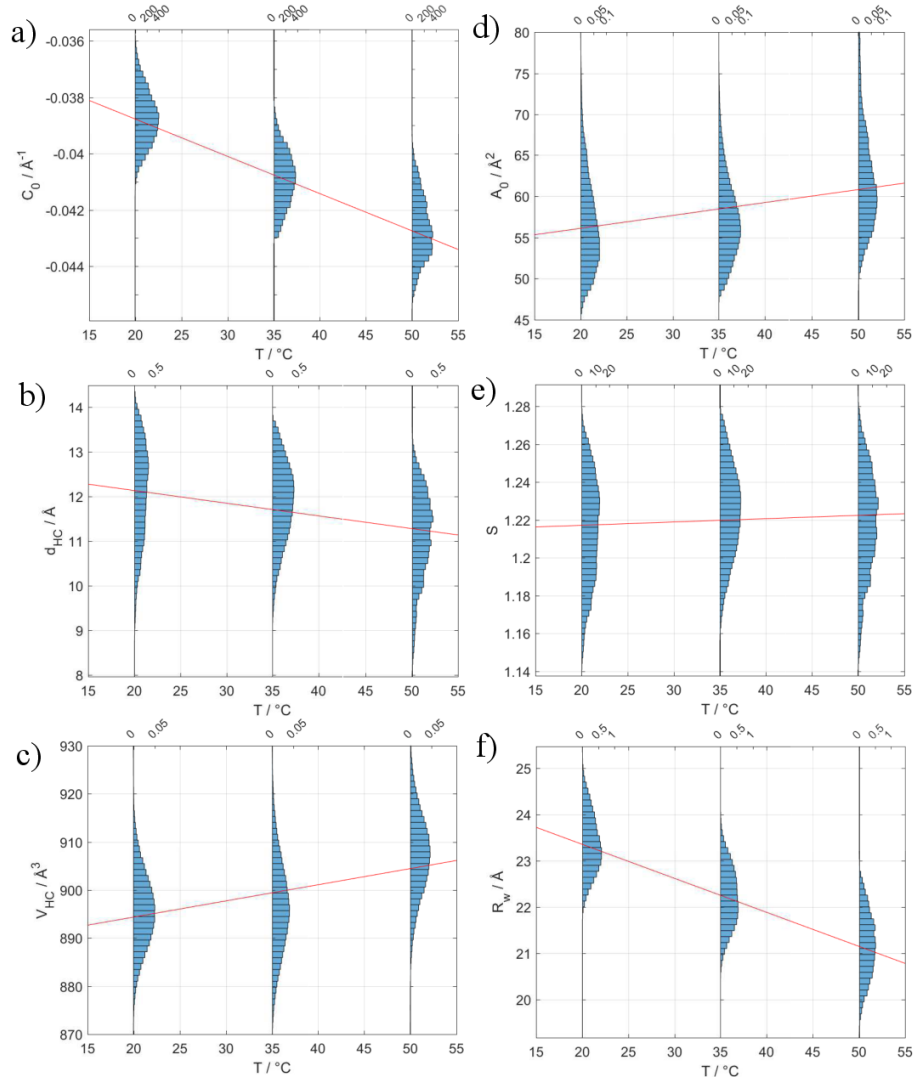 a)
0 200 400 0 200 400 0 200 400
-0.036
-0.038
-0.04
-0.042
-0.044
C0 / Å-1
15 20 25 30 35 40 45 50 55
T / °C
b)
0 0.5 0 0.5 0 0.5
14
13
12
11
10
9
8
dHC / Å
15 20 25 30 35 40 45 50 55
T / °C
c)
0 0.05 0 0.05 0 0.05
930
920
910
900
890
880
870
VHC / Å3
15 20 25 30 35 40 45 50 55
T / °C
d)
0 0.05 0.1 0 0.05 0.1 0 0.05 0.1
80
75
70
65
60
55
50
45
A0 / Å2
15 20 25 30 35 40 45 50 55
T / °C
e)
0 10 20 0 10 20 0 10 20
1.28
1.26
1.24
1.22
1.2
1.18
1.16
1.14
S
15 20 25 30 35 40 45 50 55
T / °C
f)
0 0.5 1 0 0.5 1 0 0.5 1
25
24
23
22
21
20
Rw / Å
15 20 25 30 35 40 45 50 55
T / °C